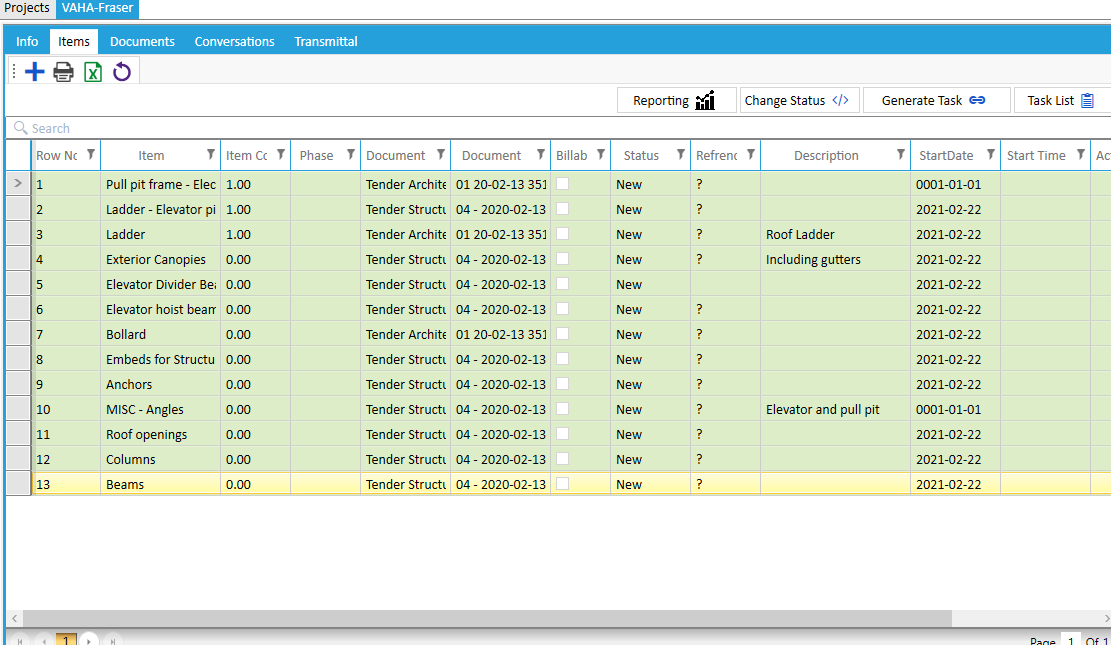 Projects VAHA-Fraser
Info Items Documents Conversations Transmittal
Reporting Change Status </> Generate Task Task List
Search
Row Nc Item Item Cc Phase Document Document Billab Status Refrenc Description StartDate Start Time Ac
> 1 Pull pit frame - Elec 1.00 Tender Archite 01 20-02-13 351 New ? 0001-01-01
2 Ladder - Elevator pi 1.00 Tender Structu 04 - 2020-02-13 New ? 2021-02-22
3 Ladder 1.00 Tender Archite 01 20-02-13 351 New ? Roof Ladder 2021-02-22
4 Exterior Canopies 0.00 Tender Structu 04 - 2020-02-13 New ? Including gutters 2021-02-22
5 Elevator Divider Bea 0.00 Tender Structu 04 - 2020-02-13 New 2021-02-22
6 Elevator hoist beam 0.00 Tender Structu 04 - 2020-02-13 New ? 2021-02-22
7 Bollard 0.00 Tender Archite 01 20-02-13 351 New ? 2021-02-22
8 Embeds for Structu 0.00 Tender Structu 04 - 2020-02-13 New ? 2021-02-22
9 Anchors 0.00 Tender Structu 04 - 2020-02-13 New ? 2021-02-22
10 MISC - Angles 0.00 Tender Structu 04 - 2020-02-13 New ? Elevator and pull pit 0001-01-01
11 Roof openings 0.00 Tender Structu 04 - 2020-02-13 New ? 2021-02-22
12 Columns 0.00 Tender Structu 04 - 2020-02-13 New ? 2021-02-22
13 Beams 0.00 Tender Structu 04 - 2020-02-13 New ? 2021-02-22
1 Page 1 Of 1